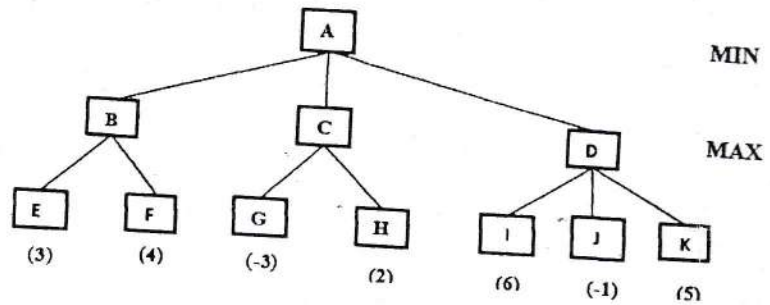 A
MIN
B
C
D
MAX
E
F
G
H
I
J
K
(3)
(4)
(-3)
(2)
(6)
(-1)
(5)